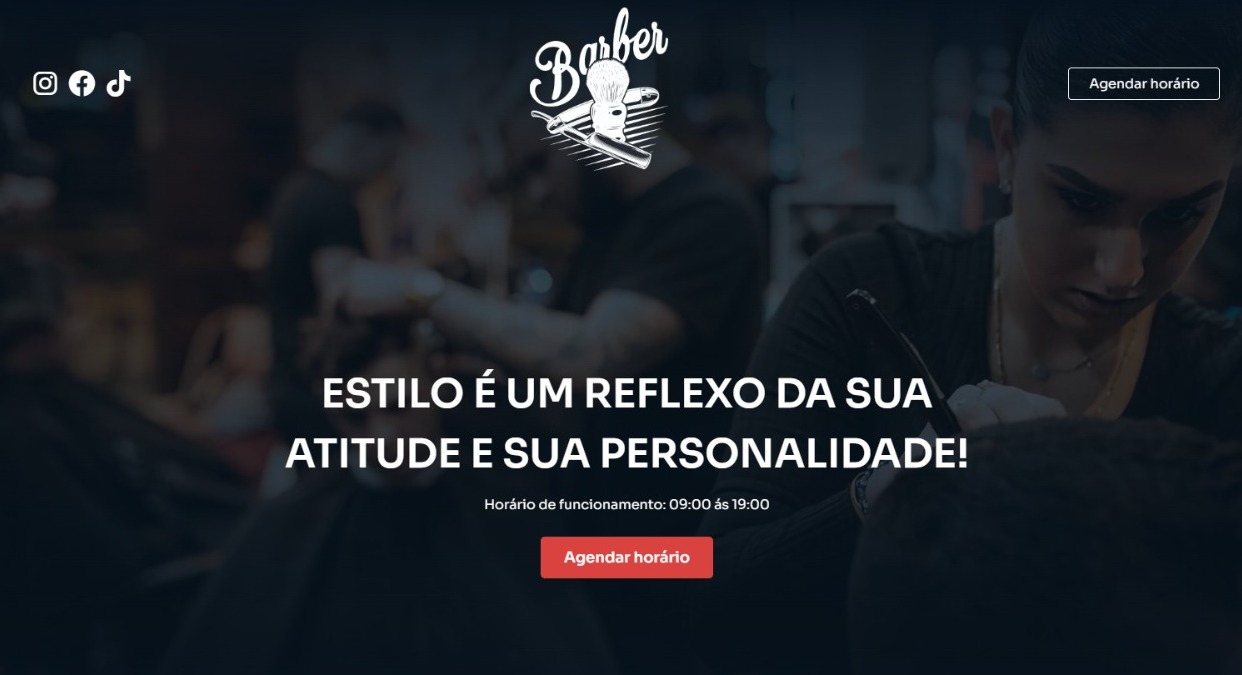 Barber
Agendar horário
ESTILO É UM REFLEXO DA SUA
ATITUDE E SUA PERSONALIDADE!
Horário de funcionamento: 09:00 ás 19:00
Agendar horário